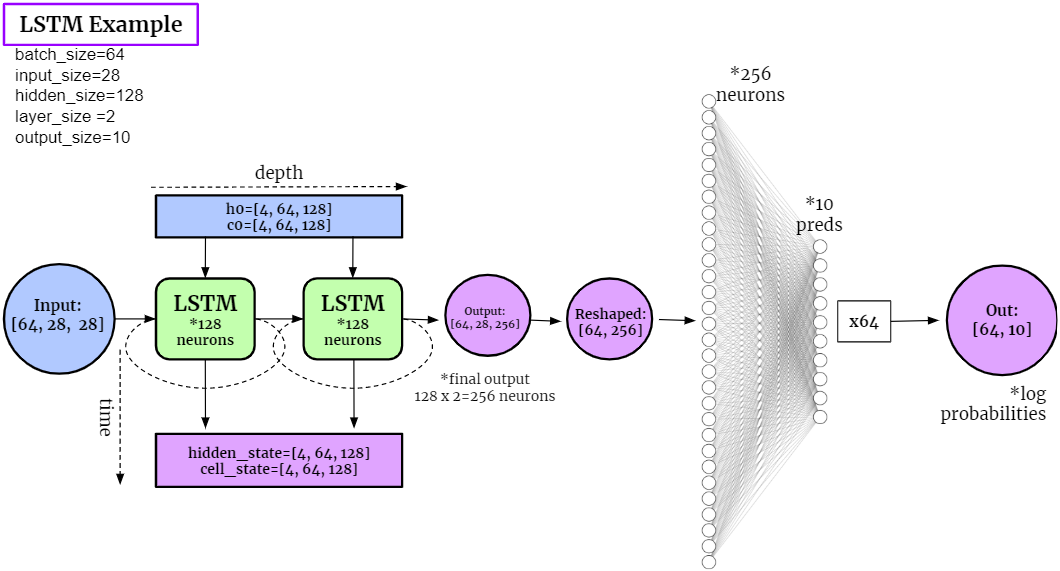 LSTM Example
batch_size=64
input_size=28
hidden_size=128
layer_size =2
output_size=10
depth
h0=[4, 64, 128]
c0=[4, 64, 128]
Input:
[64, 28, 28]
LSTM
*128
neurons
LSTM
*128
neurons
Output:
[64, 28, 256]
Reshaped:
[64, 256]
*final output
128 x 2=256 neurons
time
hidden_state=[4, 64, 128]
cell_state=[4, 64, 128]
*256
neurons
*10
preds
x64
Out:
[64, 10]
*log
probabilities